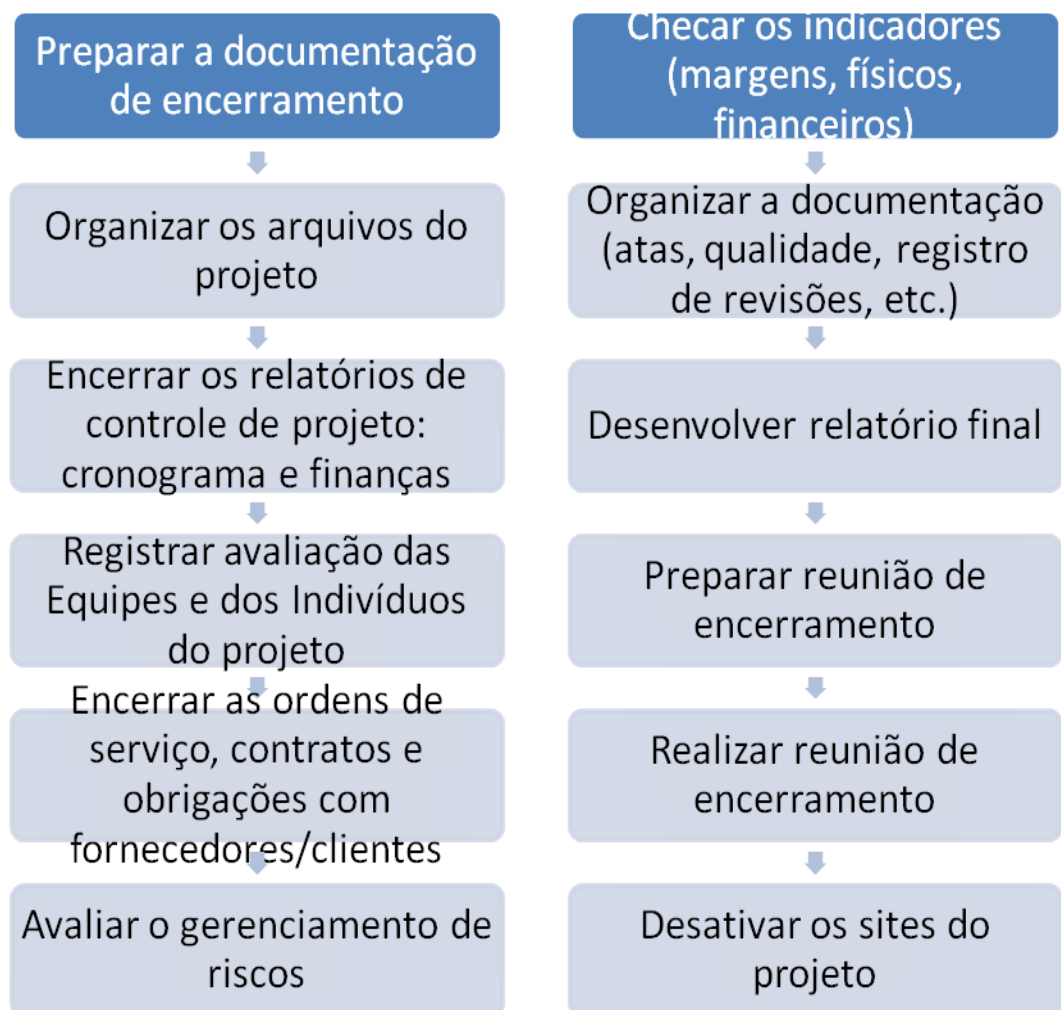 Preparar a documentação
de encerramento
Organizar os arquivos do
projeto
Encerrar os relatórios de
controle de projeto:
cronograma e finanças
Registrar avaliação das
Equipes e dos Indivíduos
do projeto
Encerrar as ordens de
serviço, contratos e
obrigações com
fornecedores/clientes
Avaliar o gerenciamento de
riscos
Checar os indicadores
(margens, físicos,
financeiros)
Organizar a documentação
(atas, qualidade, registro
de revisões, etc.)
Desenvolver relatório final
Preparar reunião de
encerramento
Realizar reunião de
encerramento
Desativar os sites do
projeto